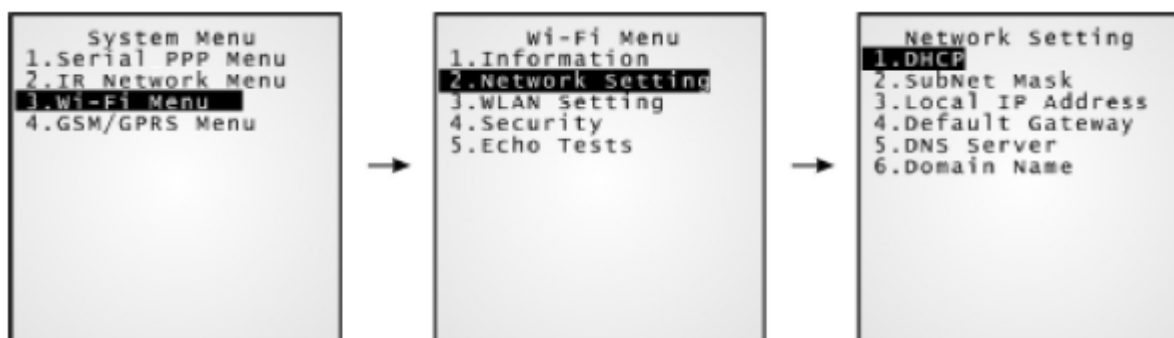 System Menu
1.Serial PPP Menu
2.IR Network Menu
3.Wi-Fi Menu
4.GSM/GPRS Menu
Wi-Fi Menu
1.Information
2.Network Setting
3.WLAN Setting
4.Security
5.Echo Tests
Network Setting
1.DHCP
2.SubNet Mask
3.Local IP Address
4.Default Gateway
5.DNS Server
6.Domain Name